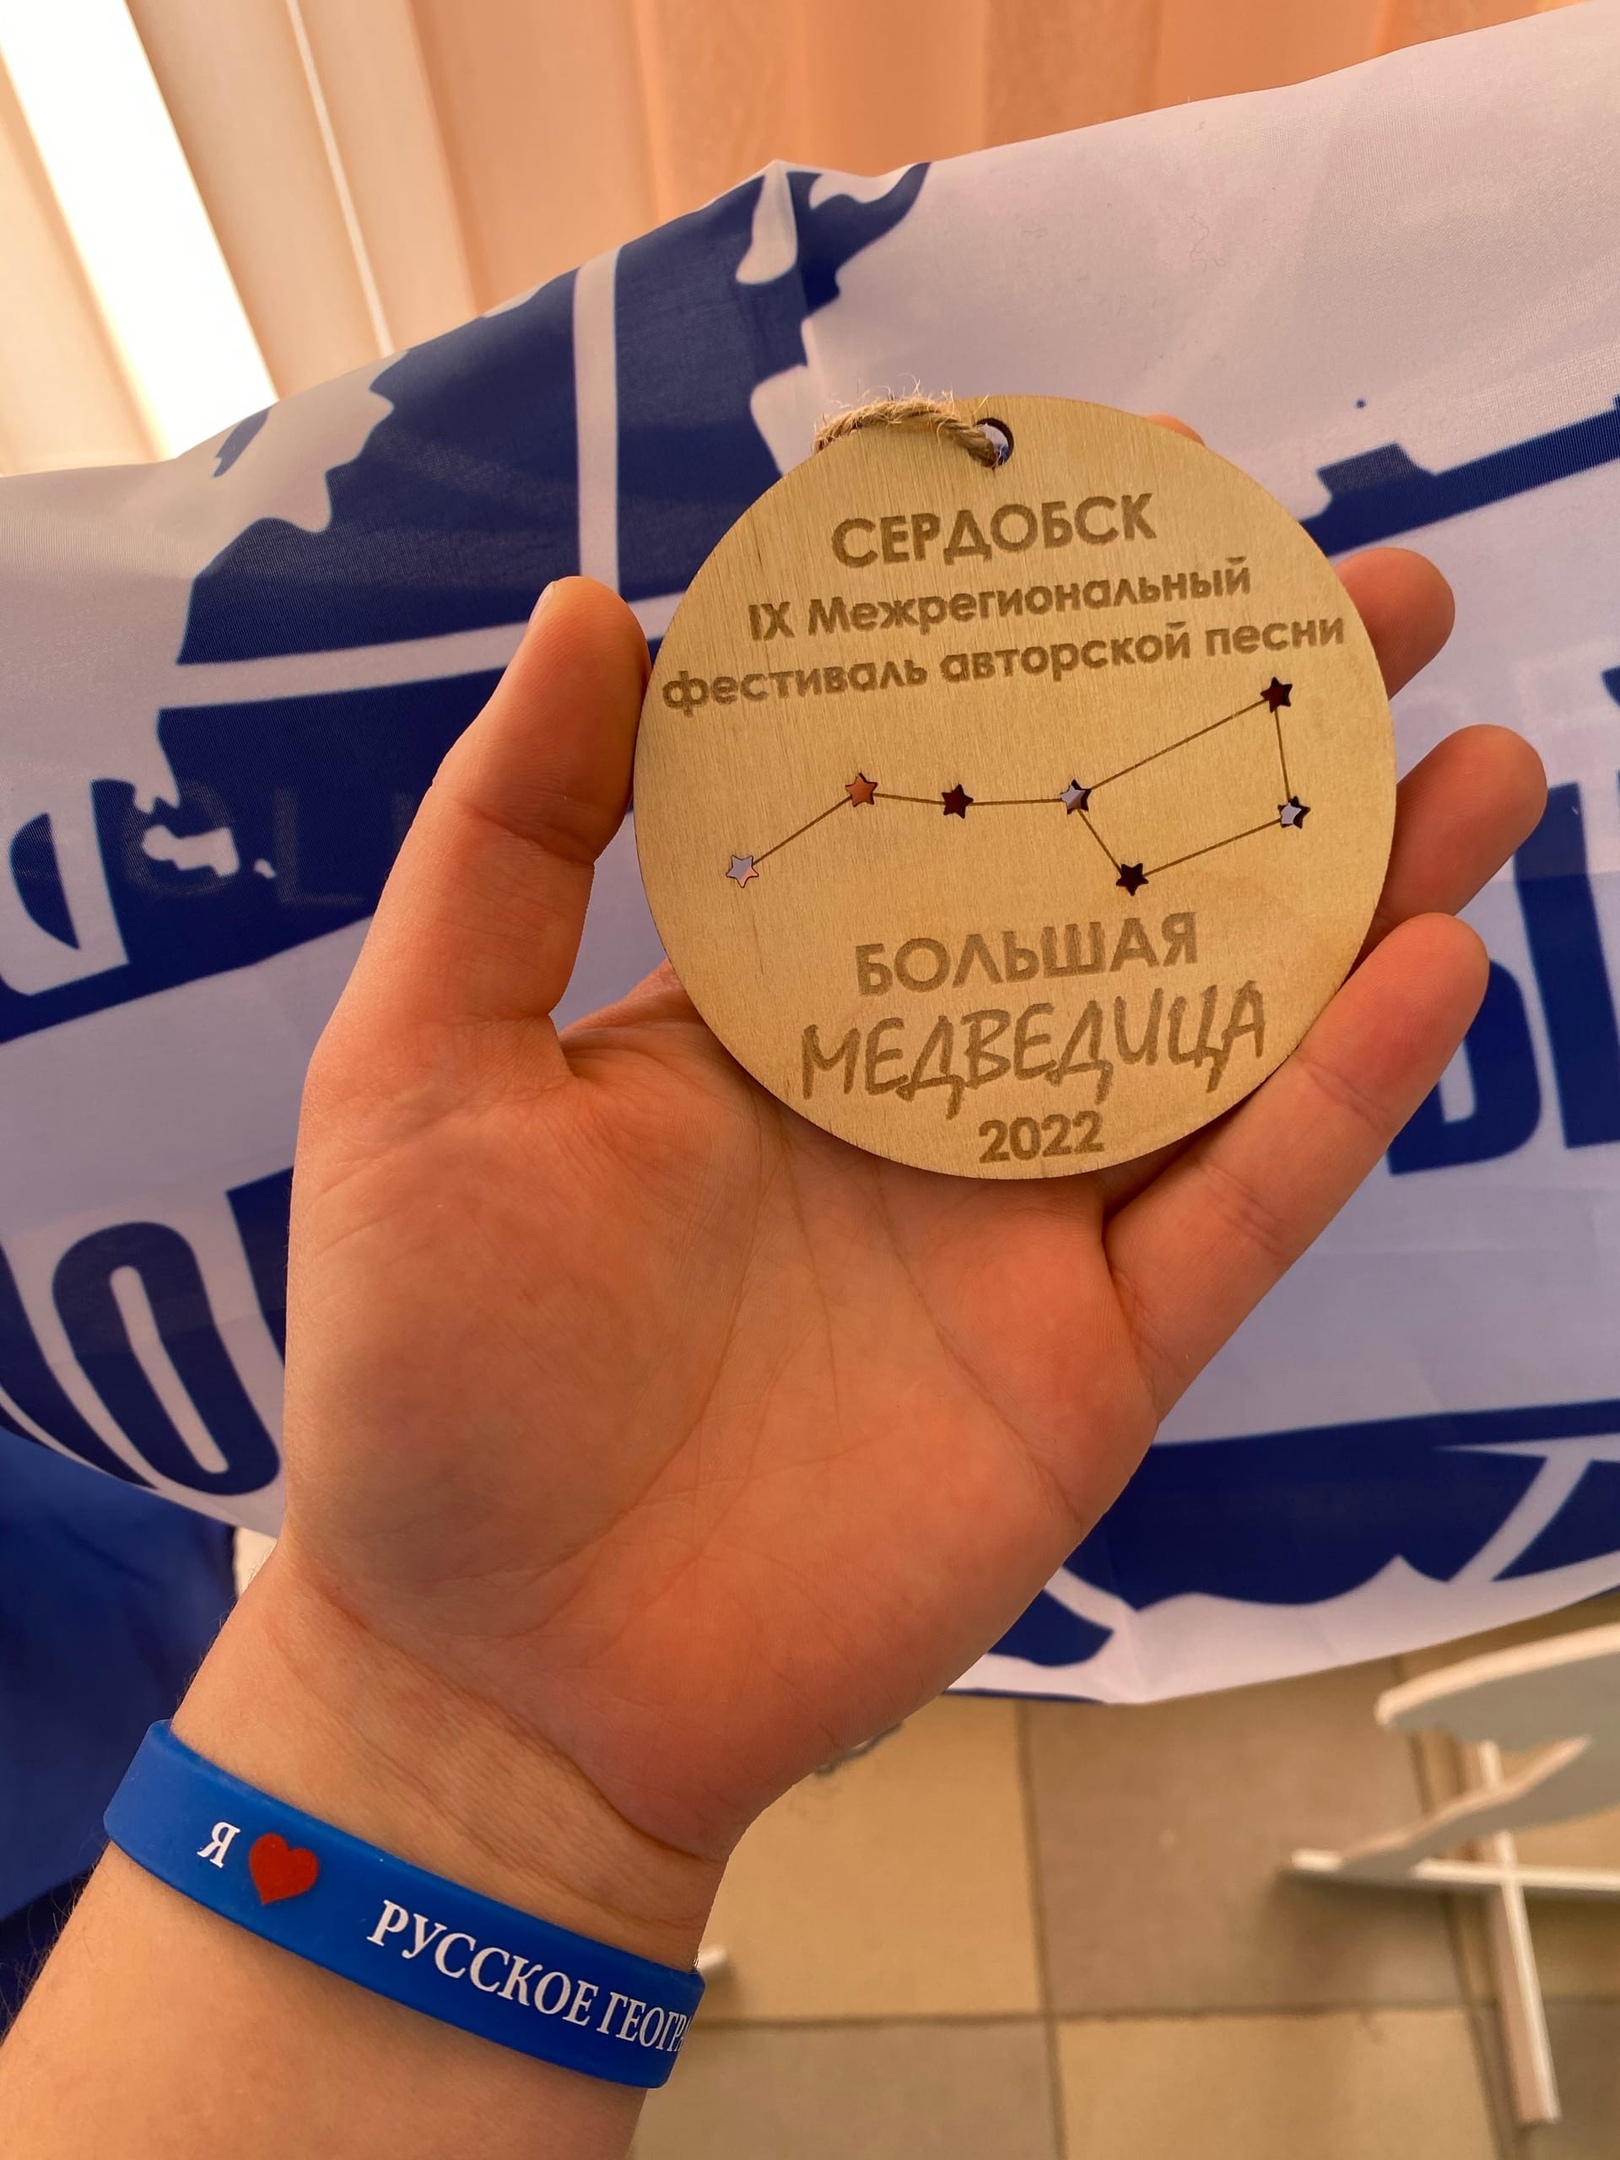 СЕРДОБСК
IX Межрегиональный
фестиваль авторской песни
БОЛЬШАЯ
МЕДВЕДИЦА
2022
Я ❤ РУССКОЕ ГЕОГРА